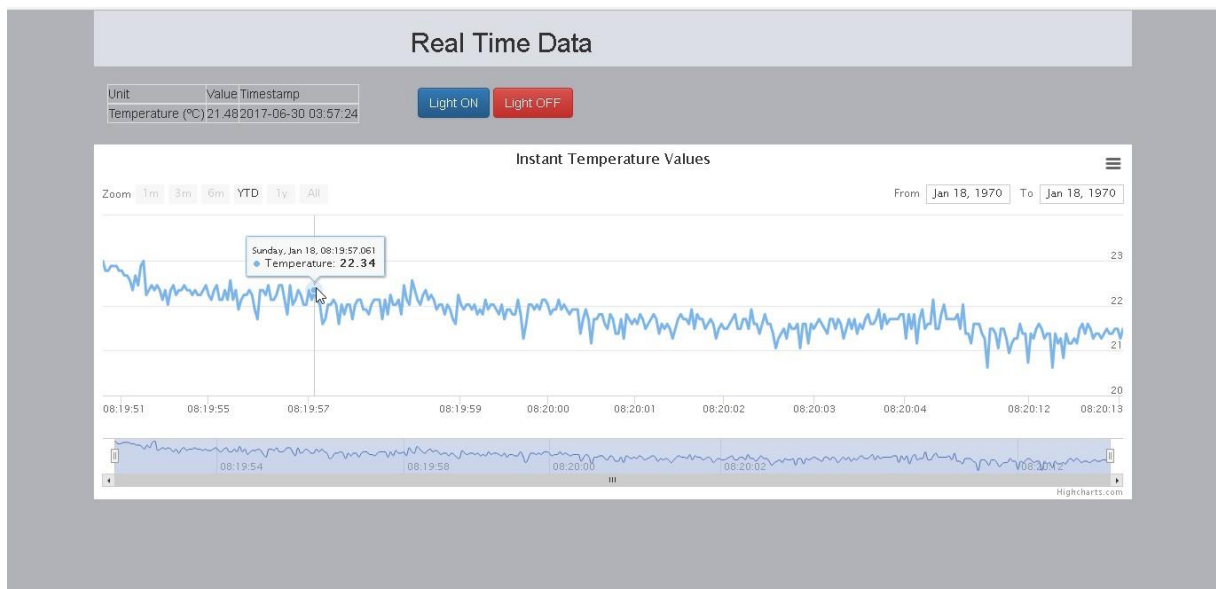 Real Time Data
Unit Value Timestamp
Temperature (ºC) 21.48 2017-06-30 03:57:24
Light ON Light OFF
Instant Temperature Values
Zoom 1m 3m 6m YTD 1y All From Jan 18, 1970 To Jan 18, 1970
Sunday, Jan 18, 08:19:57.061
Temperature: 22.34
23
22
21
20
08:19:51 08:19:55 08:19:57 08:19:59 08:20:00 08:20:01 08:20:02 08:20:03 08:20:04 08:20:12 08:20:13
08:19:54 08:19:58 08:20:00 08:20:02 08:20:12
Highcharts.com